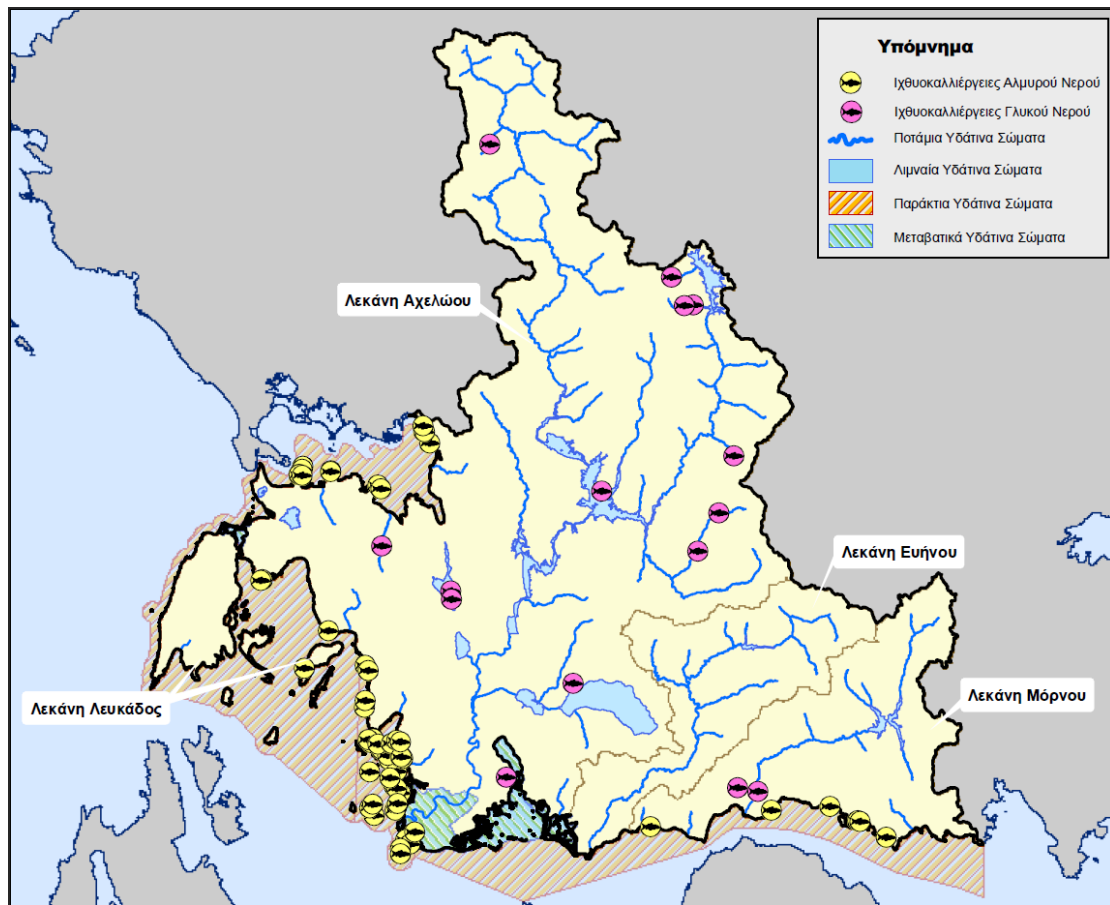 Υπόμνημα
Ιχθυοκαλλιέργειες Αλμυρού Νερού
Ιχθυοκαλλιέργειες Γλυκού Νερού
Ποτάμια Υδάτινα Σώματα
Λιμναία Υδάτινα Σώματα
Παράκτια Υδάτινα Σώματα
Μεταβατικά Υδάτινα Σώματα
Λεκάνη Αχελώου
Λεκάνη Ευήνου
Λεκάνη Μόρνου
Λεκάνη Λευκάδος